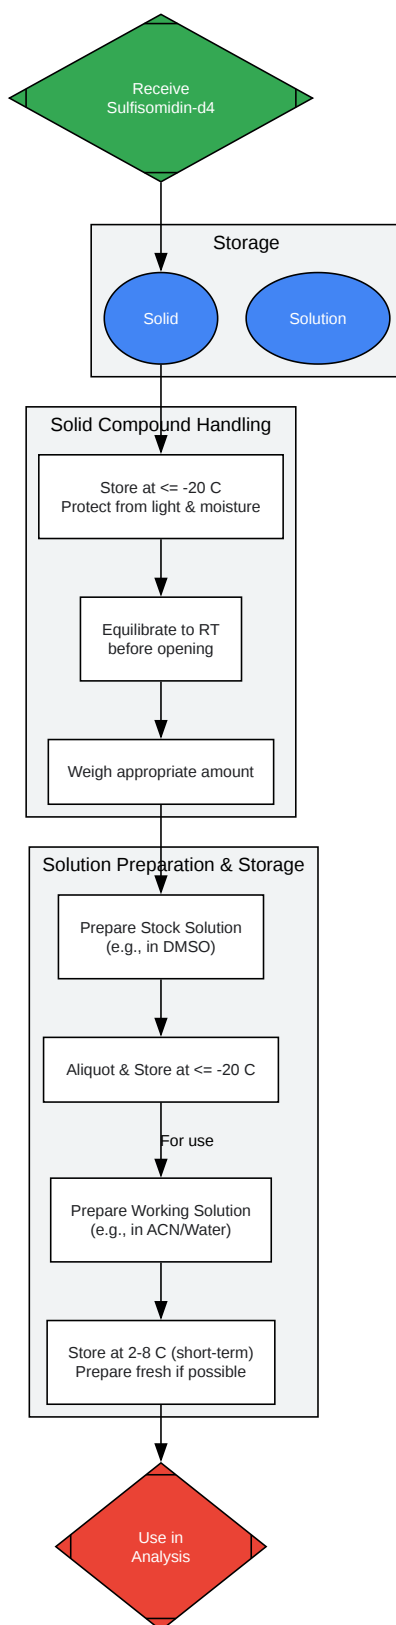 Receive
Sulfisomidin-d4
Storage
Solid
Solution
Solid Compound Handling
Store at <= -20 C
Protect from light & moisture
Equilibrate to RT
before opening
Weigh appropriate amount
Solution Preparation & Storage
Prepare Stock Solution
(e.g., in DMSO)
Aliquot & Store at <= -20 C
For use
Prepare Working Solution
(e.g., in ACN/Water)
Store at 2-8 C (short-term)
Prepare fresh if possible
Use in
Analysis